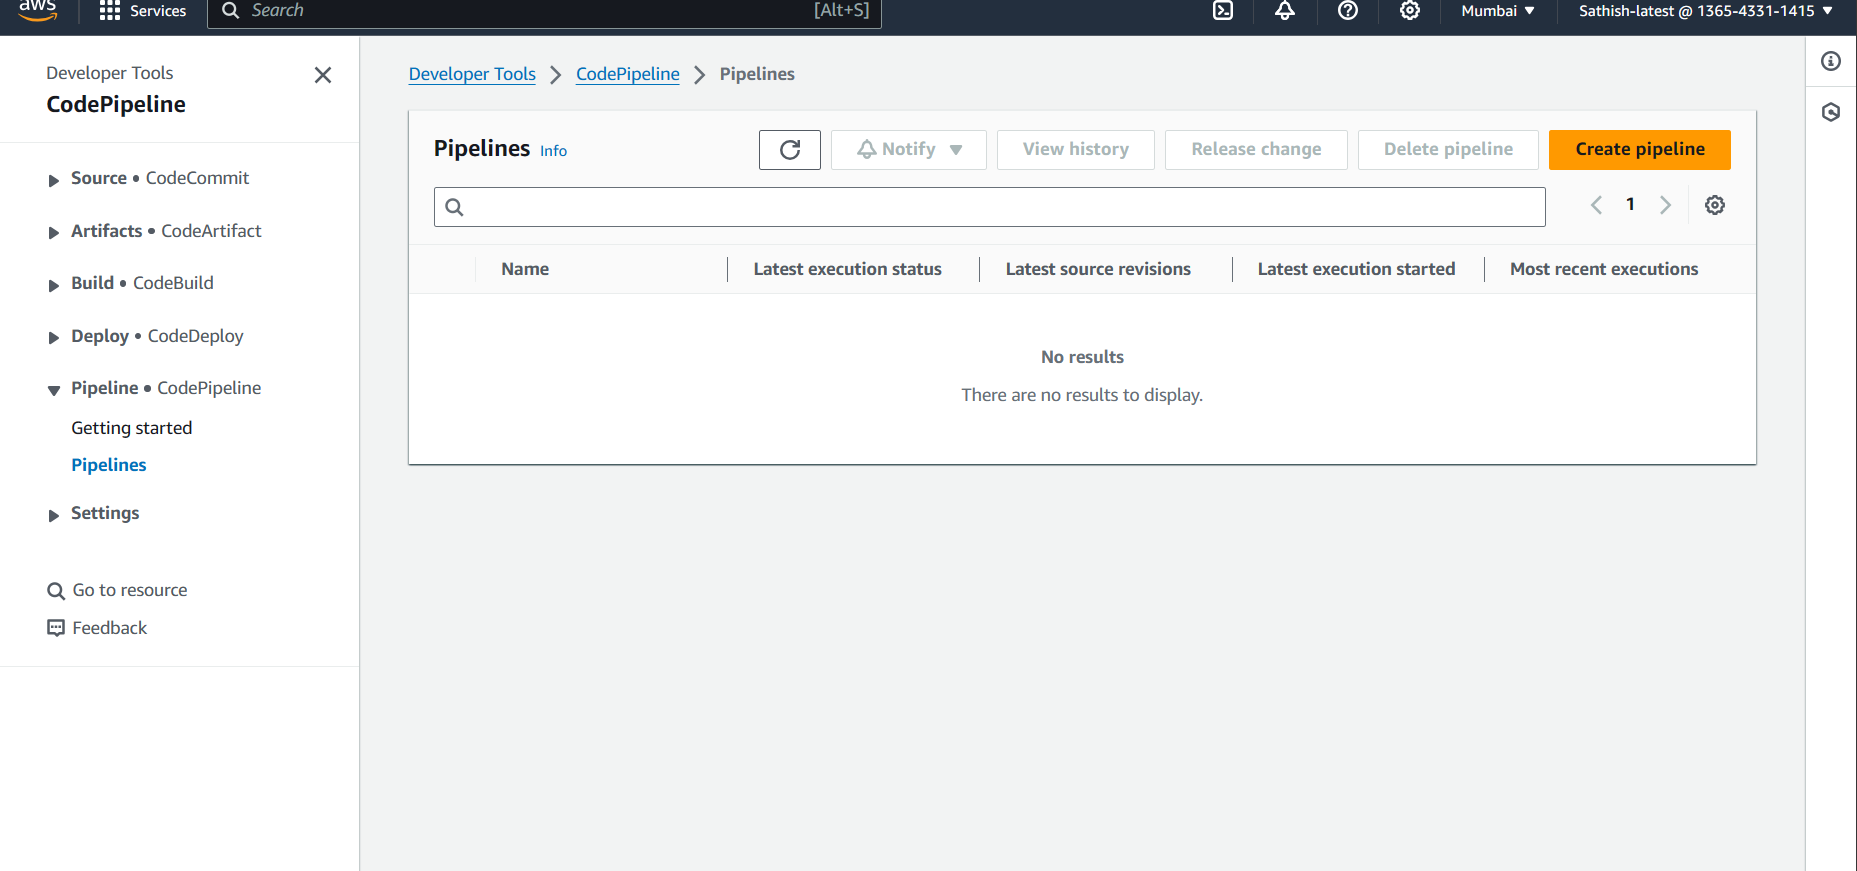 aws
Services
Search
[Alt+S]
Mumbai
Sathish-latest @ 1365-4331-1415
Developer Tools
CodePipeline
Source • CodeCommit
Artifacts • CodeArtifact
Build • CodeBuild
Deploy • CodeDeploy
Pipeline • CodePipeline
Getting started
Pipelines
Settings
Go to resource
Feedback
Developer Tools
CodePipeline
Pipelines
Pipelines Info
Notify
View history
Release change
Delete pipeline
Create pipeline
1
Name
Latest execution status
Latest source revisions
Latest execution started
Most recent executions
No results
There are no results to display.